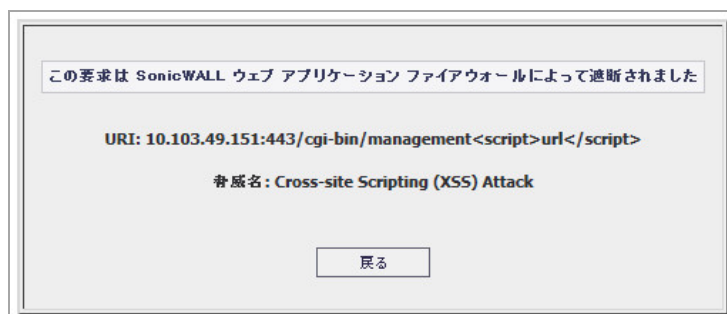 この要求は SonicWALL ウェブ アプリケーション ファイアウォールによって遮断されました
URI: 10.103.49.151:443/cgi-bin/management<script>url</script>
脅威名: Cross-site Scripting (XSS) Attack
戻る